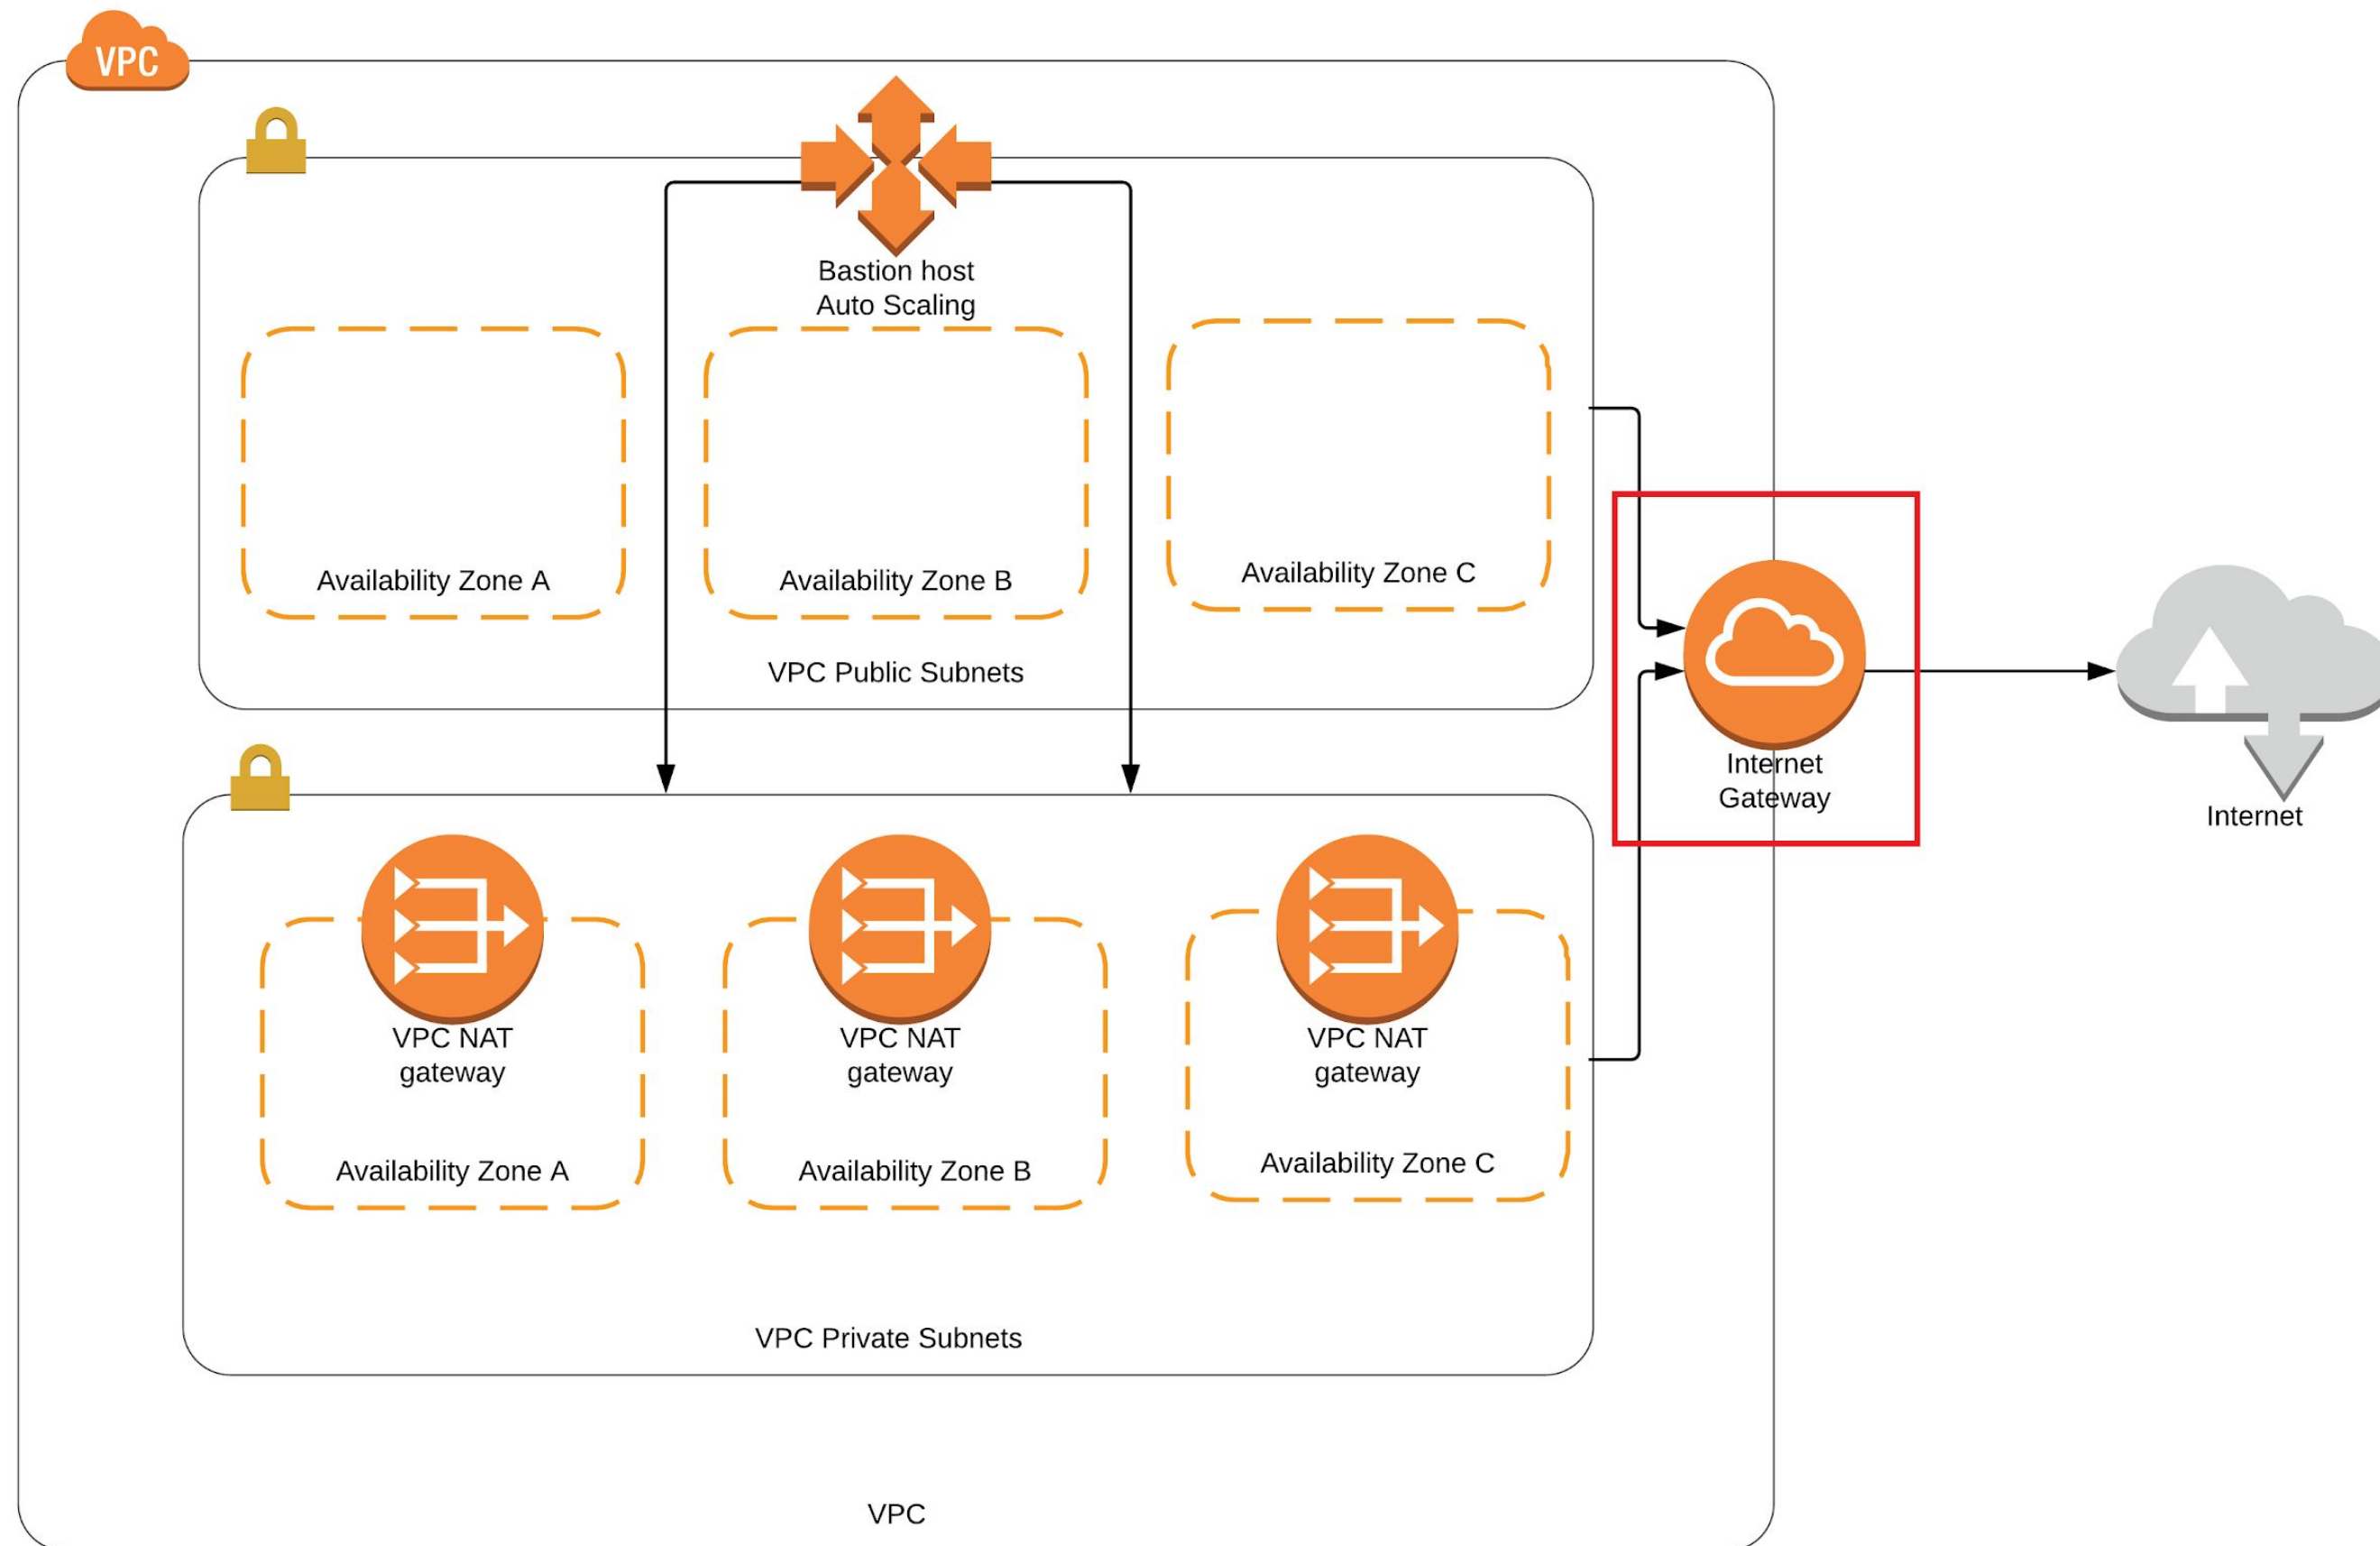 VPC
Bastion host
Auto Scaling
Availability Zone A
Availability Zone B
Availability Zone C
VPC Public Subnets
Internet
Gateway
Internet
VPC NAT
gateway
VPC NAT
gateway
VPC NAT
gateway
Availability Zone A
Availability Zone B
Availability Zone C
VPC Private Subnets
VPC